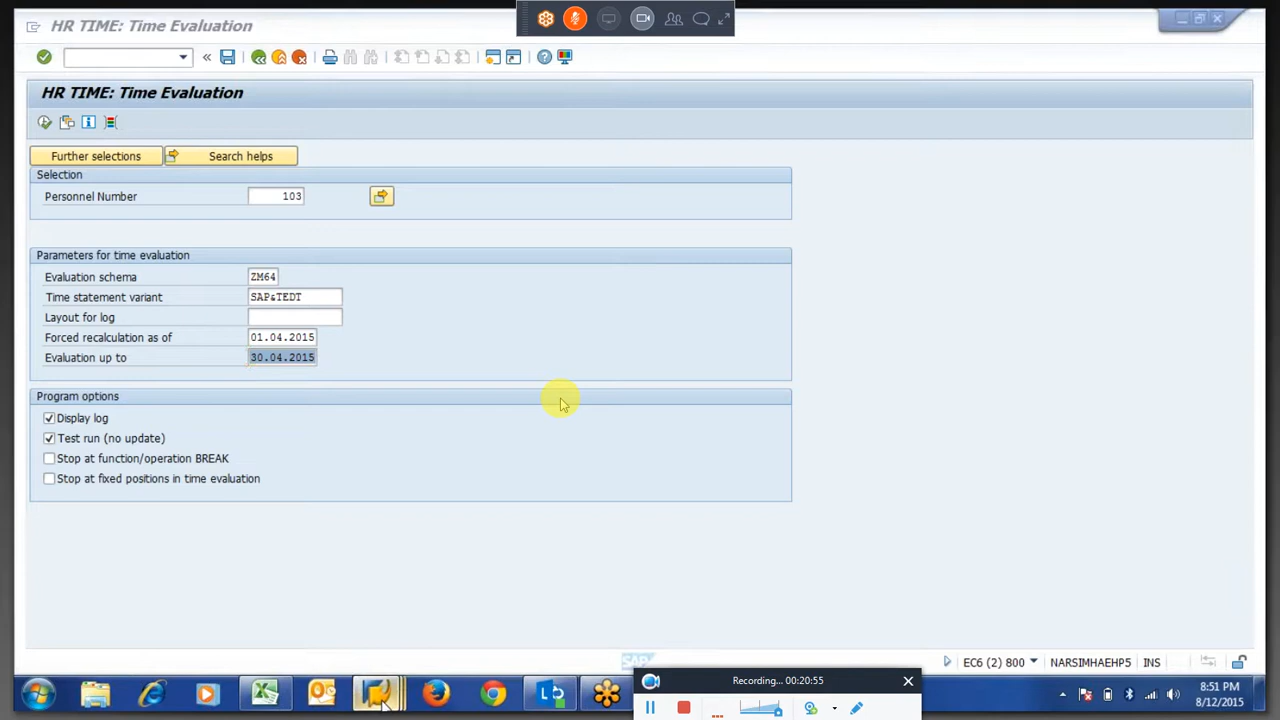 HR TIME: Time Evaluation
HR TIME: Time Evaluation
Further selections
Search helps
Selection
Personnel Number 103
Parameters for time evaluation
Evaluation schema ZM64
Time statement variant SAP&TEDT
Layout for log
Forced recalculation as of 01.04.2015
Evaluation up to 30.04.2015
Program options
Display log
Test run (no update)
Stop at function/operation BREAK
Stop at fixed positions in time evaluation
SAP
EC6 (2) 800 NARSIMHAEHP5 INS
Recording... 00:20:55
8:51 PM
8/12/2015